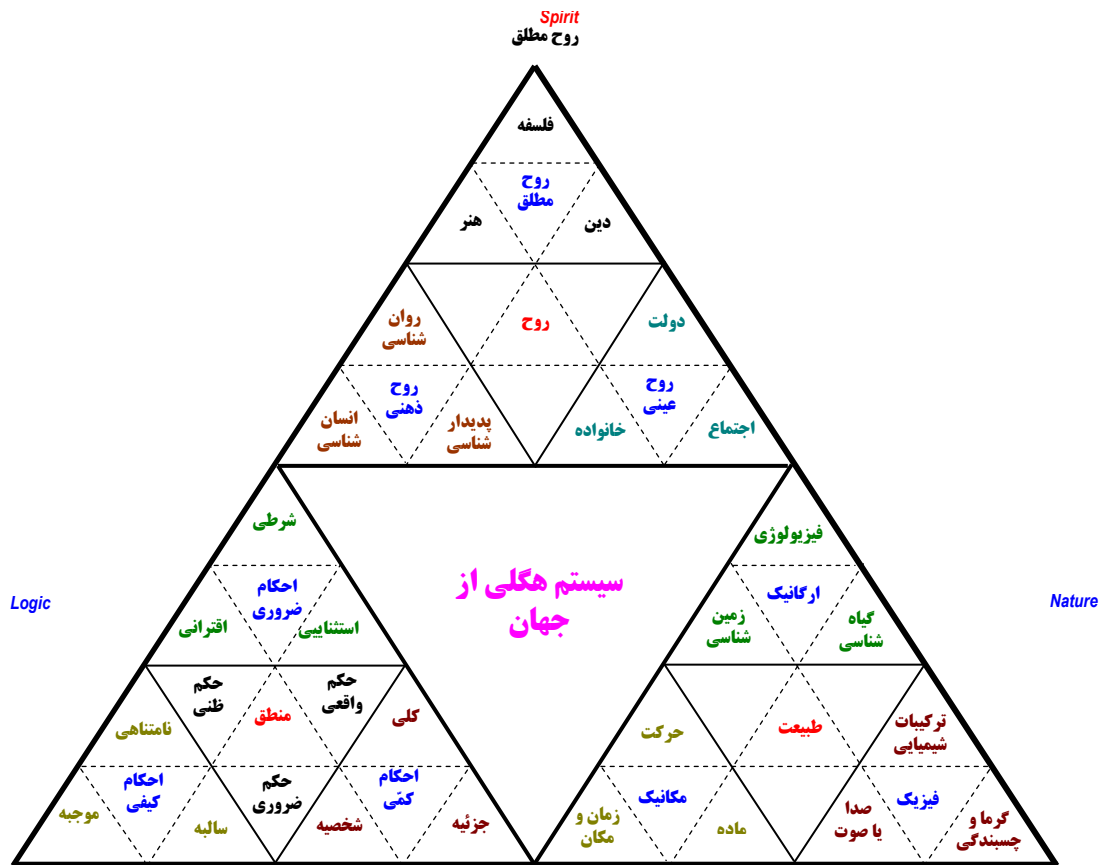 Spirit
روح مطلق
فلسفه
روح
مطلق
هنر
دین
روان
شناسی
روح
دولت
روح
ذهنی
روح
عینی
انسان
شناسی
پدیدار
شناسی
خانواده
اجتماع
شرطی
فیزیولوژی
سیستم هگلی از
جهان
احکام
ضروری
ارگانیک
Logic
Nature
اقترانی
استثنایی
زمین
شناسی
گیاه
شناسی
حکم
ظنی
حکم
واقعی
نامتناهی
منطق
کلی
حرکت
طبیعت
ترکیبات
شیمیایی
احکام
کیفی
حکم
ضروری
احکام
کمّی
مکانیک
فیزیک
موجبه
سالبه
شخصیه
جزئیه
زمان و
مکان
ماده
صدا
یا صوت
گرما و
چسبندگی